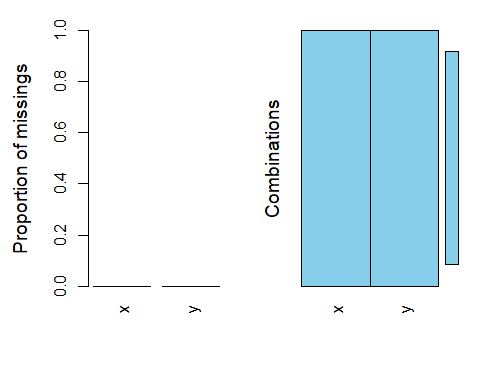 Proportion of missings
1.0
0.8
0.6
0.4
0.2
0.0
x
y
Combinations
x
y